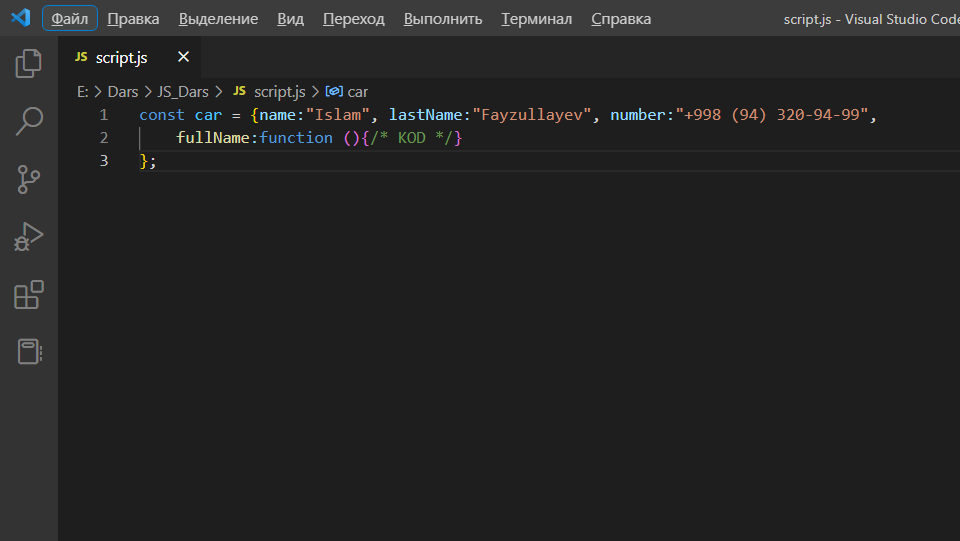 Файл Правка Выделение Вид Переход Выполнить Терминал Справка script.js - Visual Studio Code
JS script.js ×
E: > Dars > JS_Dars > JS script.js > car
1 const car = {name:"Islam", lastName:"Fayzullayev", number:"+998 (94) 320-94-99",
2 fullName:function (){/* KOD */}
3 };